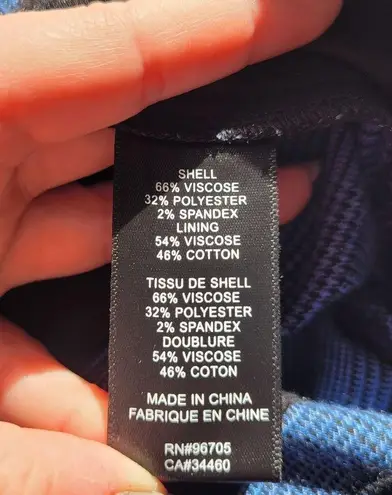 SHELL
66% VISCOSE
32% POLYESTER
2% SPANDEX
LINING
54% VISCOSE
46% COTTON
TISSU DE SHELL
66% VISCOSE
32% POLYESTER
2% SPANDEX
DOUBLURE
54% VISCOSE
46% COTON
MADE IN CHINA
FABRIQUE EN CHINE
RN#96705
CA#34460